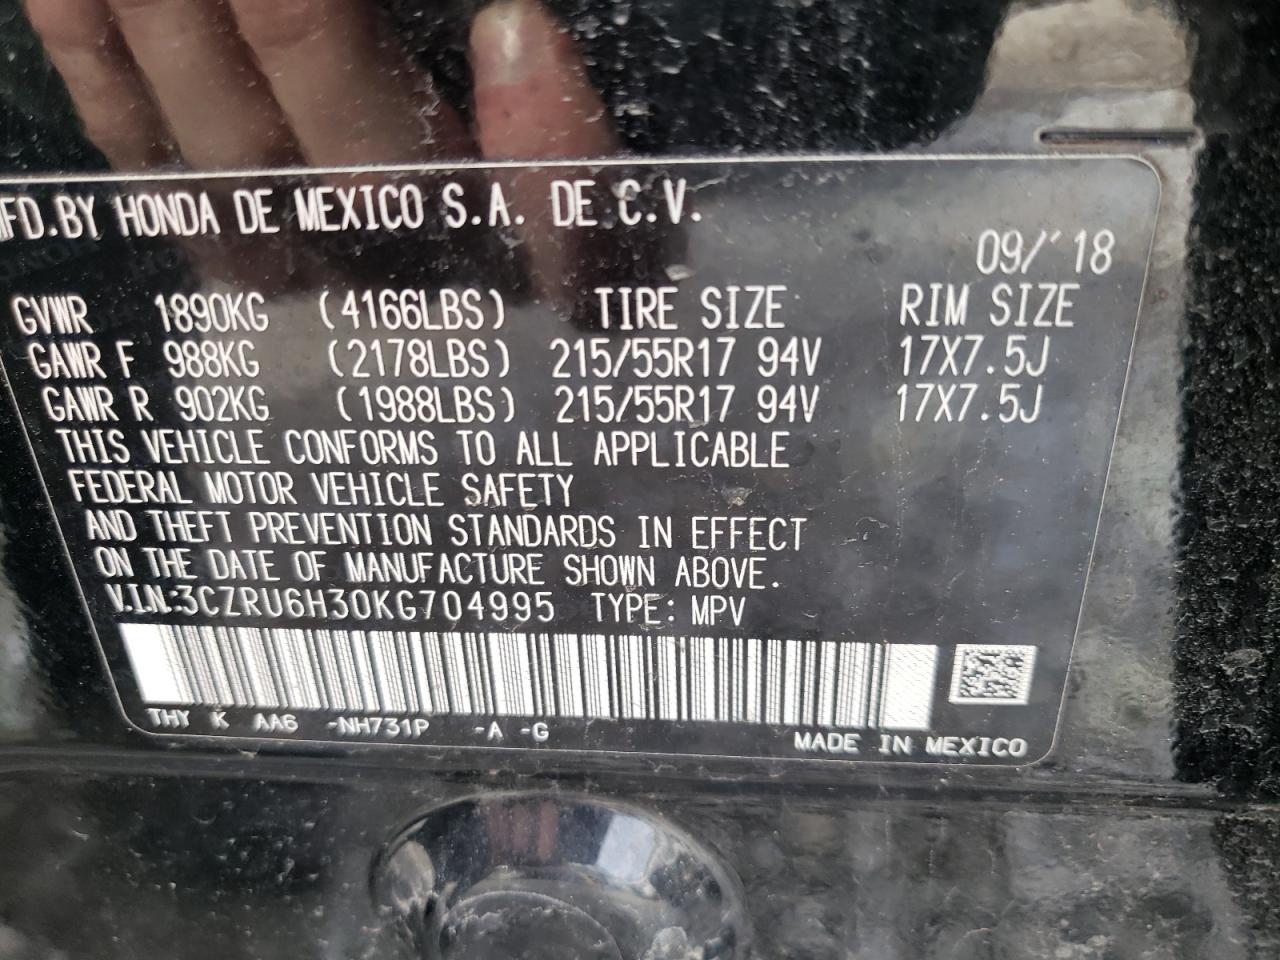 MFD.BY HONDA DE MEXICO S.A. DE C.V.
09/'18
GVWR 1890KG (4166LBS) TIRE SIZE RIM SIZE
GAWR F 988KG (2178LBS) 215/55R17 94V 17X7.5J
GAWR R 902KG (1988LBS) 215/55R17 94V 17X7.5J
THIS VEHICLE CONFORMS TO ALL APPLICABLE
FEDERAL MOTOR VEHICLE SAFETY
AND THEFT PREVENTION STANDARDS IN EFFECT
ON THE DATE OF MANUFACTURE SHOWN ABOVE.
V.I.N:3CZRU6H30KG704995 TYPE: MPV
THY K AA6 -NH731P -A -G
MADE IN MEXICO